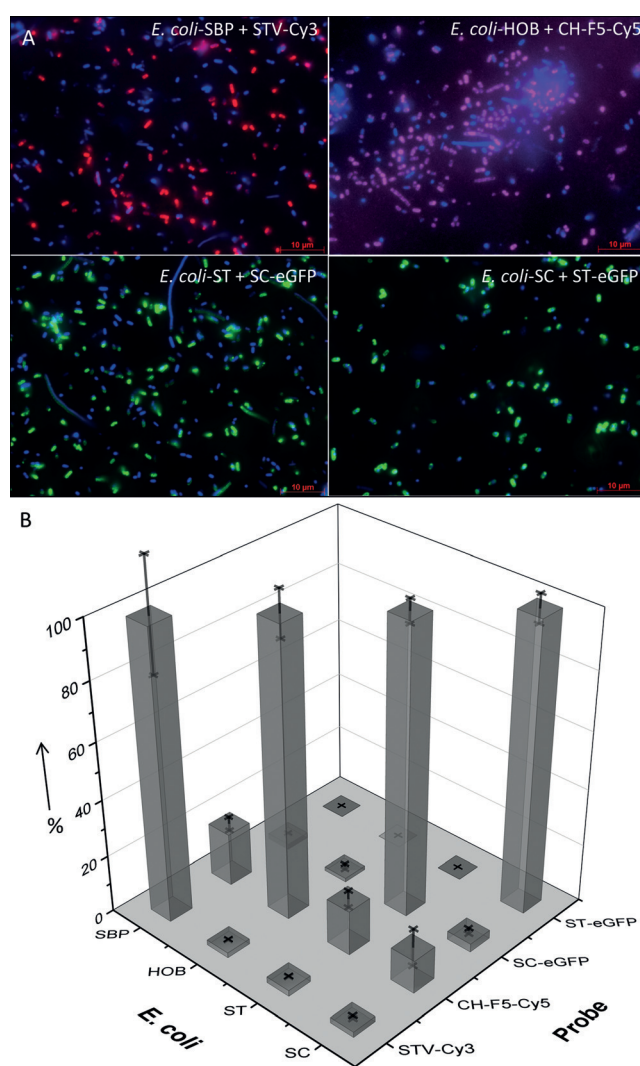 A
E. coli-SBP + STV-Cy3
E. coli-HOB + CH-F5-Cy5
10 µm
10 µm
E. coli-ST + SC-eGFP
E. coli-SC + ST-eGFP
10 µm
10 µm
B
100
80
60
40
20
0
%
SBP
HOB
ST
SC
E. coli
STV-Cy3
CH-F5-Cy5
SC-eGFP
ST-eGFP
Probe